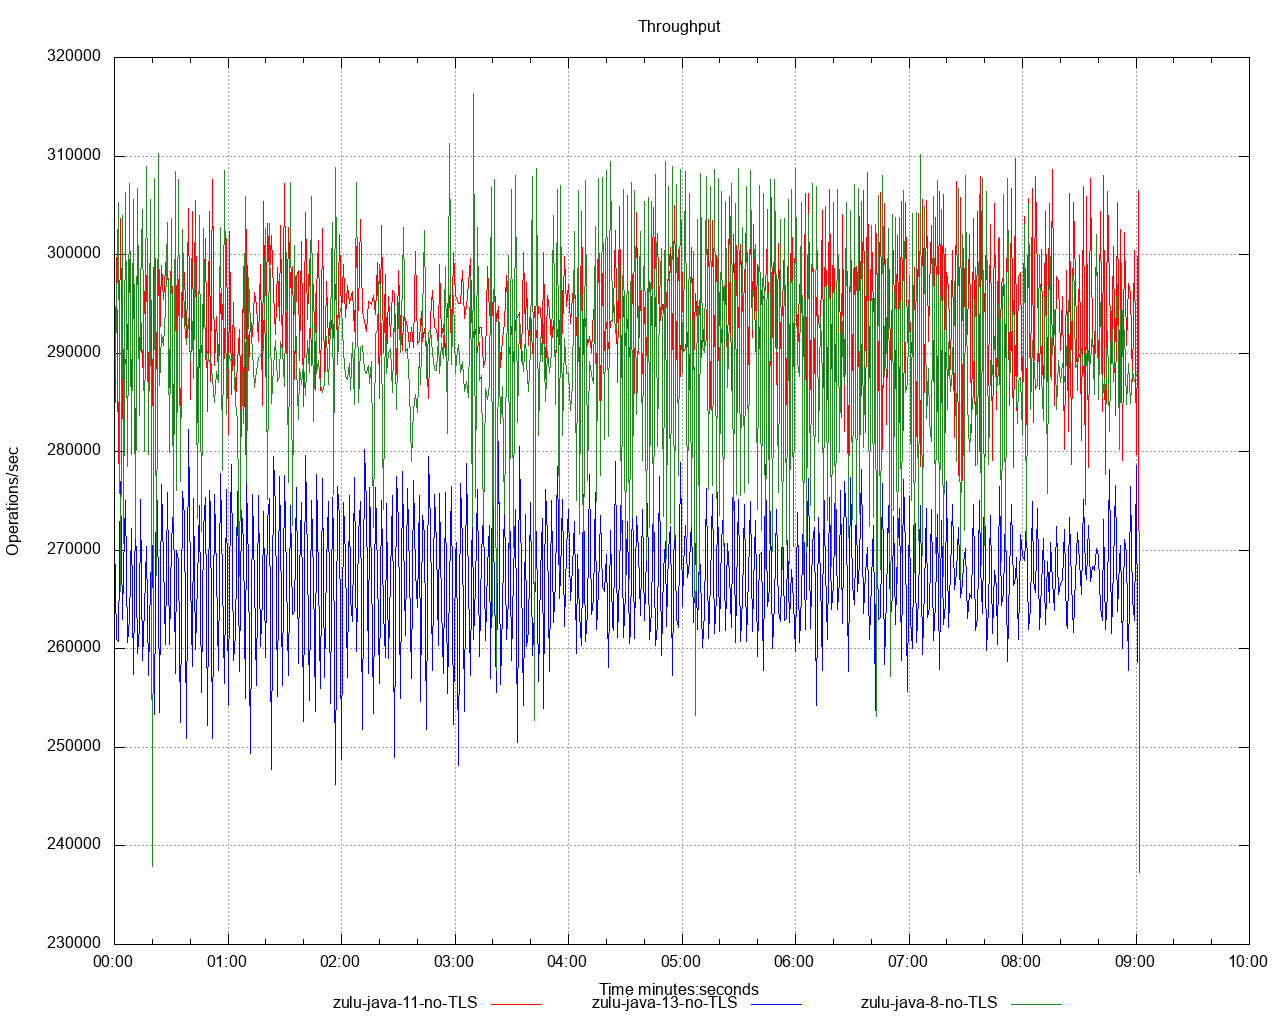 Throughput
320000
310000
300000
290000
280000
270000
260000
250000
240000
230000
Operations/sec
00:00 01:00 02:00 03:00 04:00 05:00 06:00 07:00 08:00 09:00 10:00
Time minutes:seconds
zulu-java-11-no-TLS zulu-java-13-no-TLS zulu-java-8-no-TLS